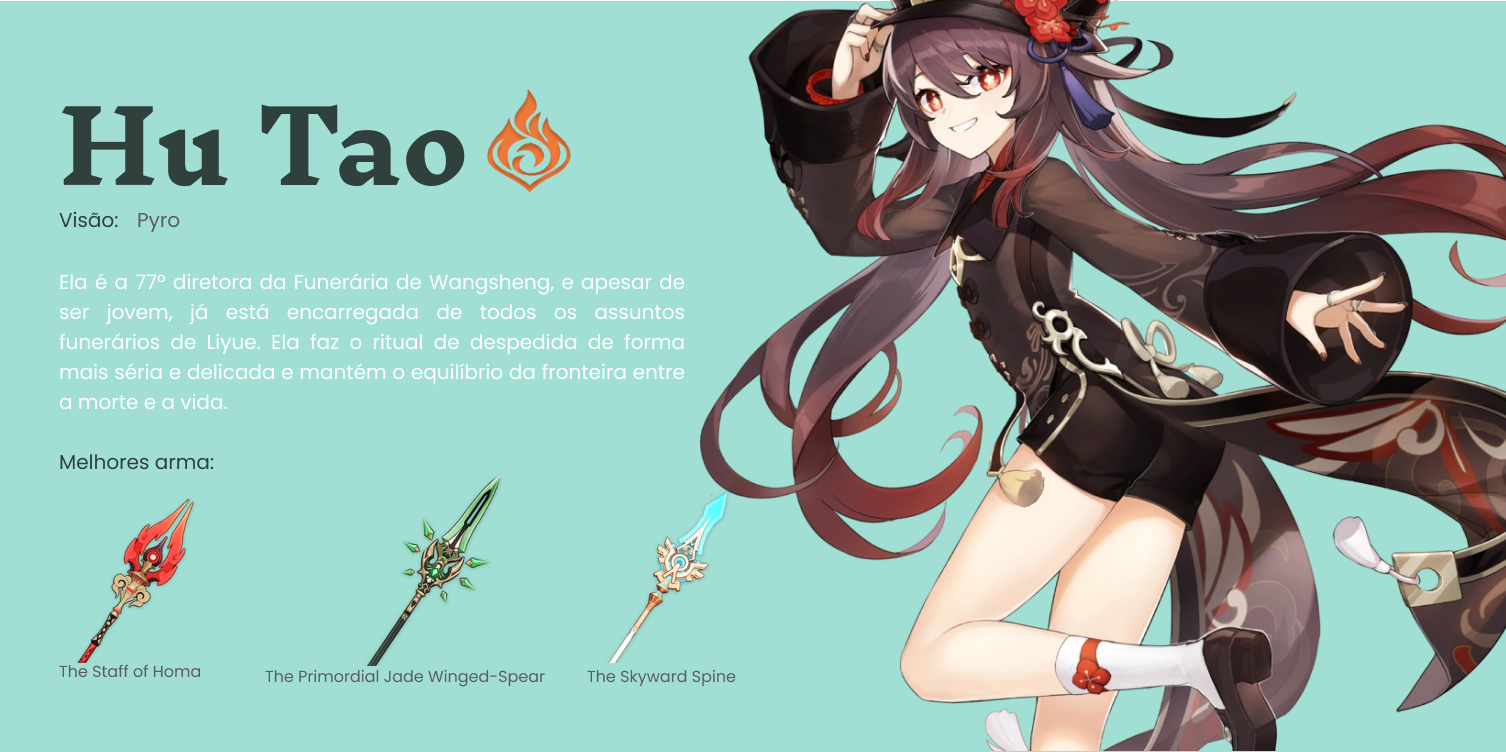 Hu Tao
Visão: Pyro
Ela é a 77º diretora da Funerária de Wangsheng, e apesar de
ser jovem, já está encarregada de todos os assuntos
funerários de Liyue. Ela faz o ritual de despedida de forma
mais séria e delicada e mantém o equilíbrio da fronteira entre
a morte e a vida.
Melhores arma:
The Staff of Homa
The Primordial Jade Winged-Spear
The Skyward Spine